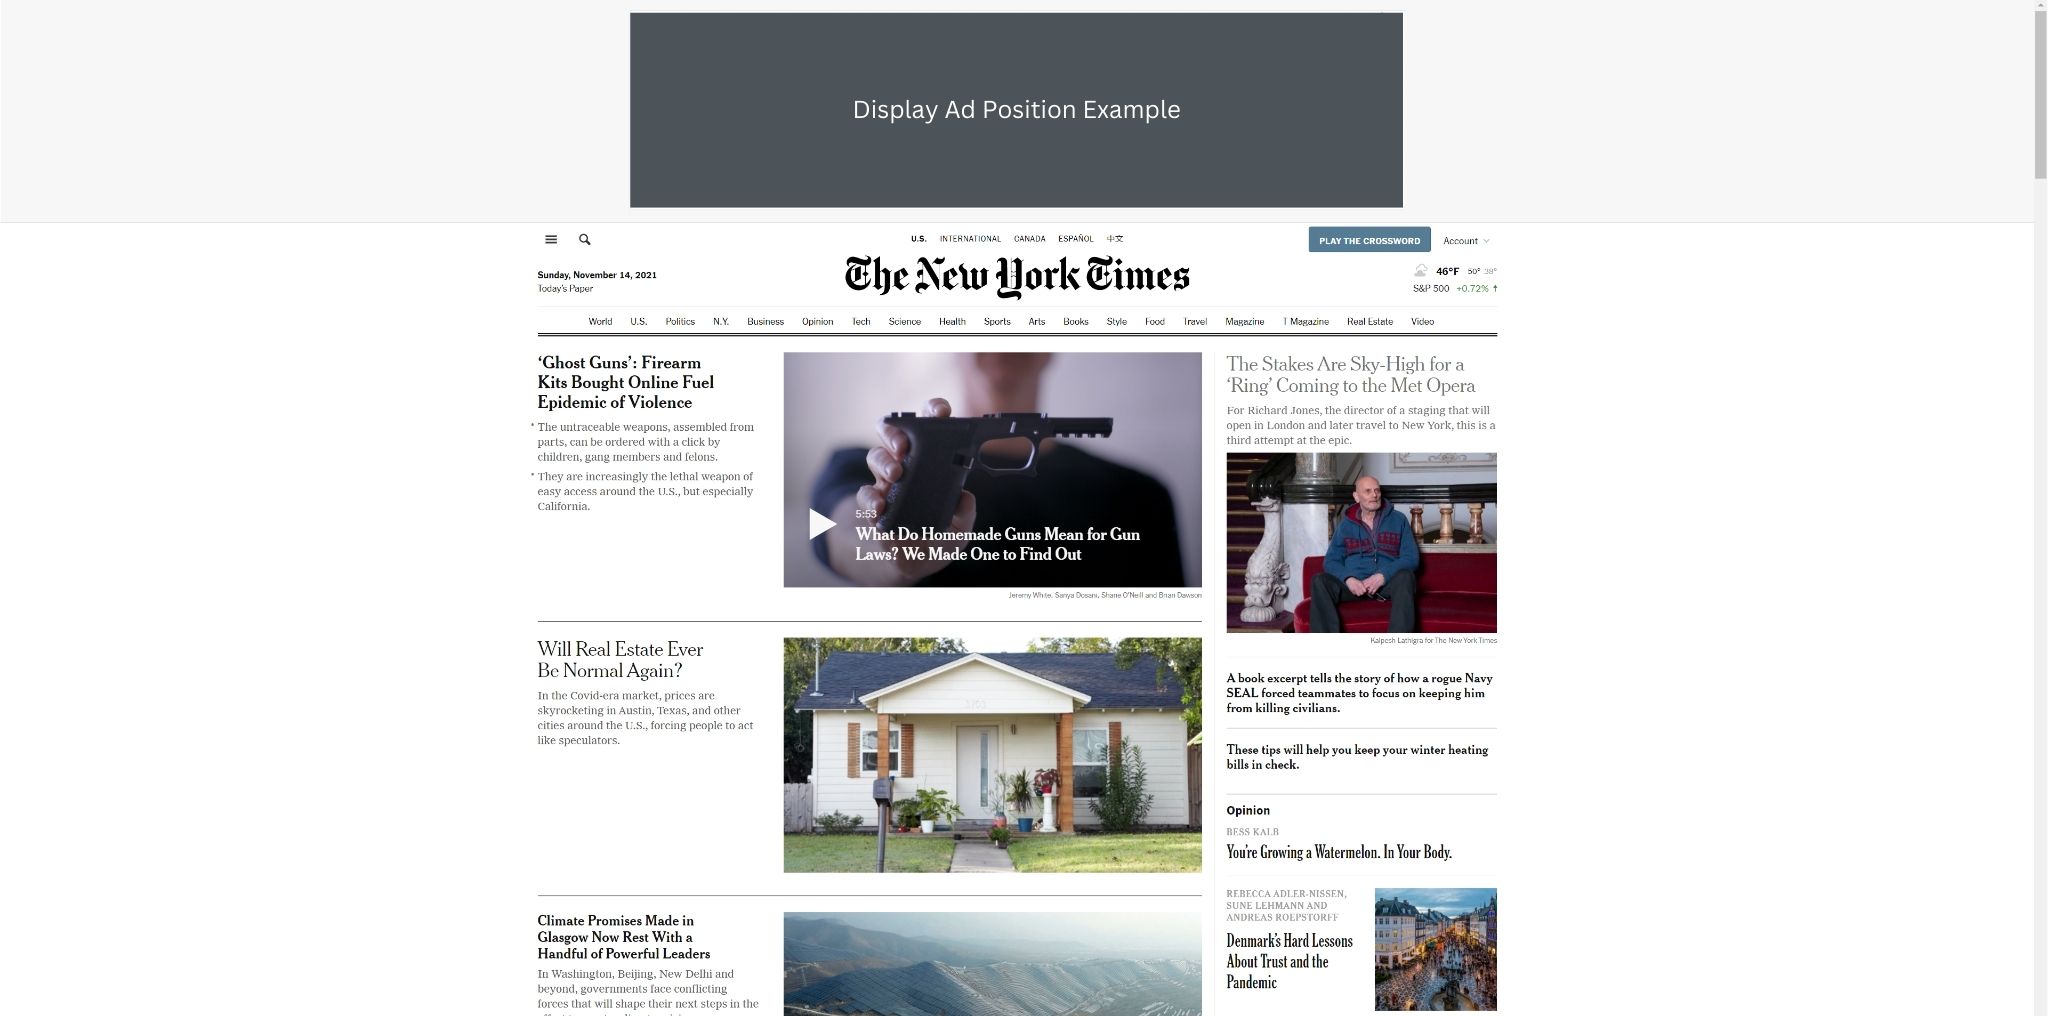 Display Ad Position Example
U.S. INTERNATIONAL CANADA ESPAÑOL 中文
PLAY THE CROSSWORD Account
Sunday, November 14, 2021
Today's Paper
The New York Times
46°F 50° 38°
S&P 500 +0.72% ↑
World U.S. Politics N.Y. Business Opinion Tech Science Health Sports Arts Books Style Food Travel Magazine T Magazine Real Estate Video
‘Ghost Guns’: Firearm
Kits Bought Online Fuel
Epidemic of Violence
• The untraceable weapons, assembled from
parts, can be ordered with a click by
children, gang members and felons.
• They are increasingly the lethal weapon of
easy access around the U.S., but especially
California.
5:53
What Do Homemade Guns Mean for Gun
Laws? We Made One to Find Out
Jeremy White, Sanya Dosani, Shane O’Neill and Brian Dawson
Will Real Estate Ever
Be Normal Again?
In the Covid-era market, prices are
skyrocketing in Austin, Texas, and other
cities around the U.S., forcing people to act
like speculators.
Climate Promises Made in
Glasgow Now Rest With a
Handful of Powerful Leaders
In Washington, Beijing, New Delhi and
beyond, governments face conflicting
forces that will shape their next steps in the
The Stakes Are Sky-High for a
‘Ring’ Coming to the Met Opera
For Richard Jones, the director of a staging that will
open in London and later travel to New York, this is a
third attempt at the epic.
Kalpesh Lathigra for The New York Times
A book excerpt tells the story of how a rogue Navy
SEAL forced teammates to focus on keeping him
from killing civilians.
These tips will help you keep your winter heating
bills in check.
Opinion
BESS KALB
You’re Growing a Watermelon. In Your Body.
REBECCA ADLER-NISSEN,
SUNE LEHMANN AND
ANDREAS ROEPSTORFF
Denmark’s Hard Lessons
About Trust and the
Pandemic